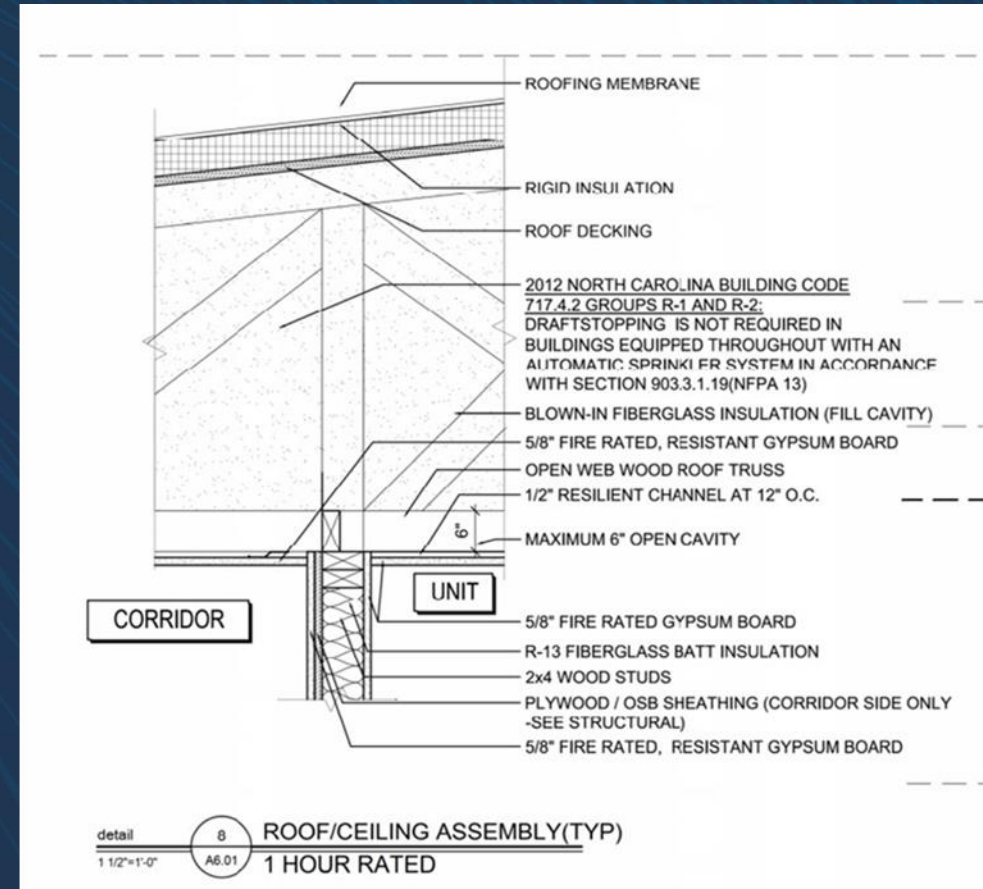 ROOFING MEMBRANE
RIGID INSULATION
ROOF DECKING
2012 NORTH CAROLINA BUILDING CODE
717.4.2 GROUPS R-1 AND R-2:
DRAFTSTOPPING IS NOT REQUIRED IN
BUILDINGS EQUIPPED THROUGHOUT WITH AN
AUTOMATIC SPRINKLER SYSTEM IN ACCORDANCE
WITH SECTION 903.3.1.19(NFPA 13)
BLOWN-IN FIBERGLASS INSULATION (FILL CAVITY)
5/8" FIRE RATED, RESISTANT GYPSUM BOARD
OPEN WEB WOOD ROOF TRUSS
1/2" RESILIENT CHANNEL AT 12" O.C.
6"
MAXIMUM 6" OPEN CAVITY
UNIT
CORRIDOR
5/8" FIRE RATED GYPSUM BOARD
R-13 FIBERGLASS BATT INSULATION
2x4 WOOD STUDS
PLYWOOD / OSB SHEATHING (CORRIDOR SIDE ONLY
-SEE STRUCTURAL)
5/8" FIRE RATED, RESISTANT GYPSUM BOARD
detail
8
ROOF/CEILING ASSEMBLY(TYP)
1 1/2"=1'-0"
A6.01
1 HOUR RATED